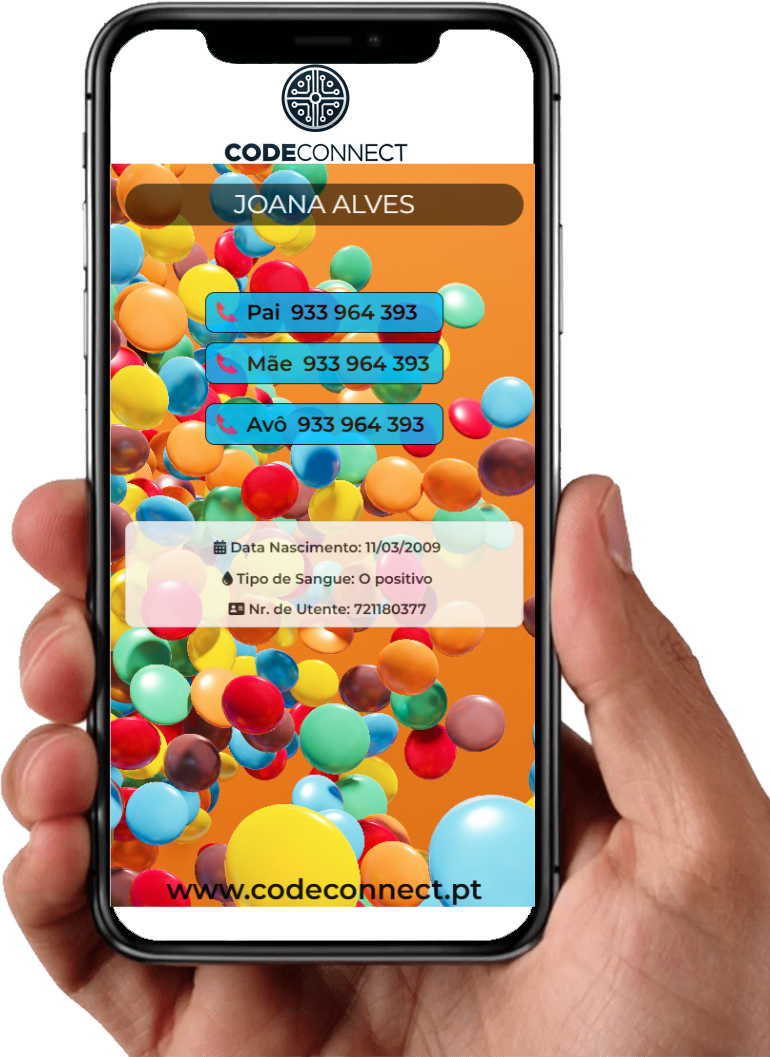 CODECONNECT
JOANA ALVES
Pai 933 964 393
Mãe 933 964 393
Avô 933 964 393
Data Nascimento: 11/03/2009
Tipo de Sangue: O positivo
Nr. de Utente: 721180377
www.codeconnect.pt